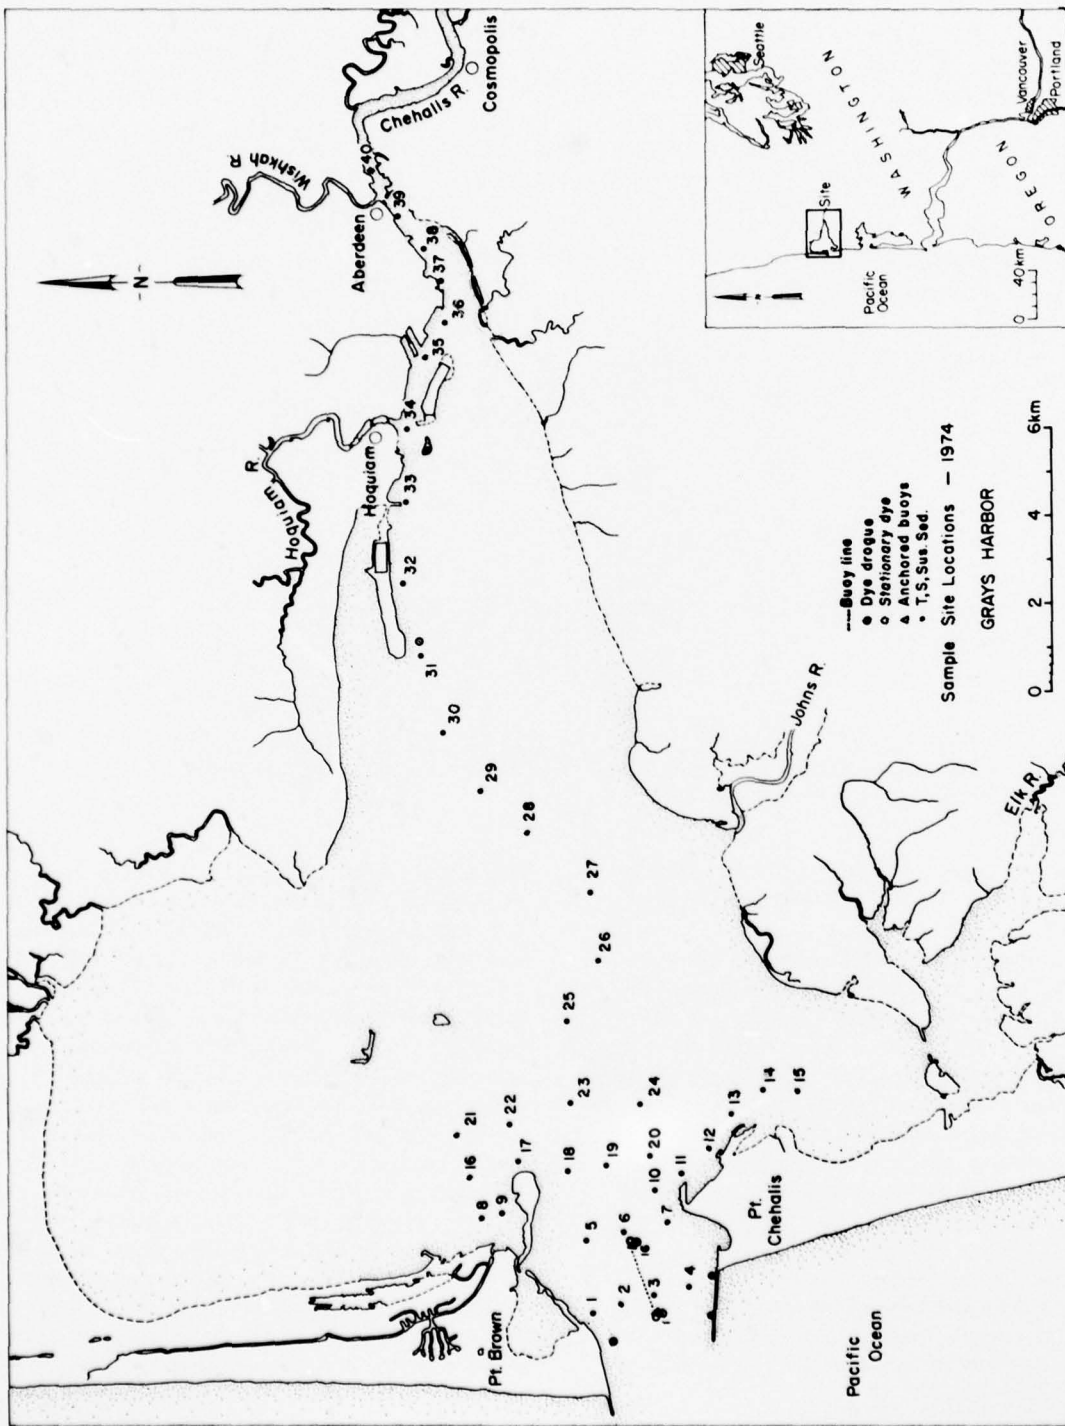 Wishkah R.
Chehalis R.
Cosmopolis
Aberdeen
-N-
Hoquiam R.
Hoquiam
40
39
38
37
36
35
34
33
32
31
30
29
28
27
26
25
24
23
22
21
20
19
18
17
16
15
14
13
12
11
10
9
8
7
6
5
4
3
2
1
16
1
Johns R.
Elk R.
Pt. Brown
Pt. Chehalis
Pacific
Ocean
---Buoy line
Dye drogue
Stationary dye
Anchored buoys
T,S,Sus. Sed.
Sample Site Locations — 1974
GRAYS HARBOR
0 2 4 6km
Seattle
WASHINGTON
Site
Vancouver
Portland
OREGON
Pacific
Ocean
0 40km